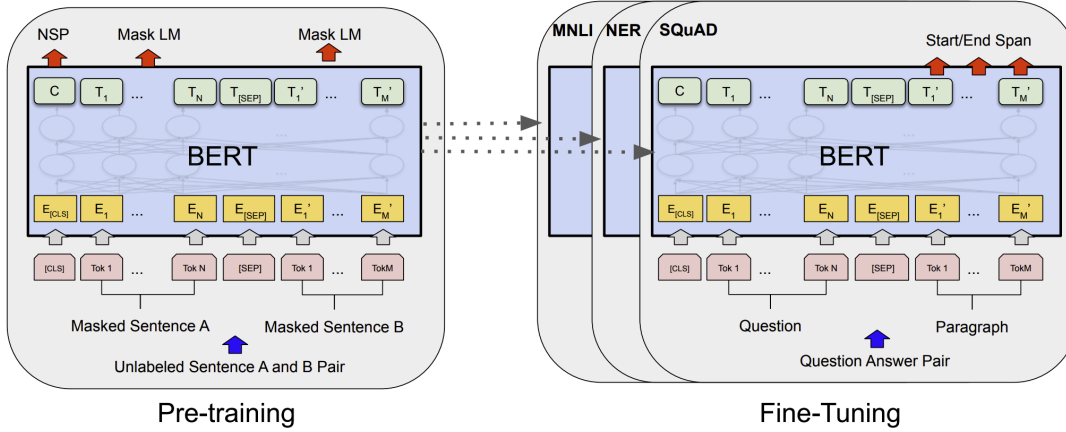 NSP Mask LM Mask LM
C T1 ... TN T[SEP] T1' ... TM'
...
...
BERT
E[CLS] E1 ... EN E[SEP] E1' ... EM'
[CLS] Tok 1 ... Tok N [SEP] Tok 1 ... TokM
Masked Sentence A Masked Sentence B
Unlabeled Sentence A and B Pair
Pre-training
MNLI NER SQuAD
Start/End Span
C T1 ... TN T[SEP] T1' ... TM'
...
...
BERT
E[CLS] E1 ... EN E[SEP] E1' ... EM'
[CLS] Tok 1 ... Tok N [SEP] Tok 1 ... TokM
Question Paragraph
Question Answer Pair
Fine-Tuning